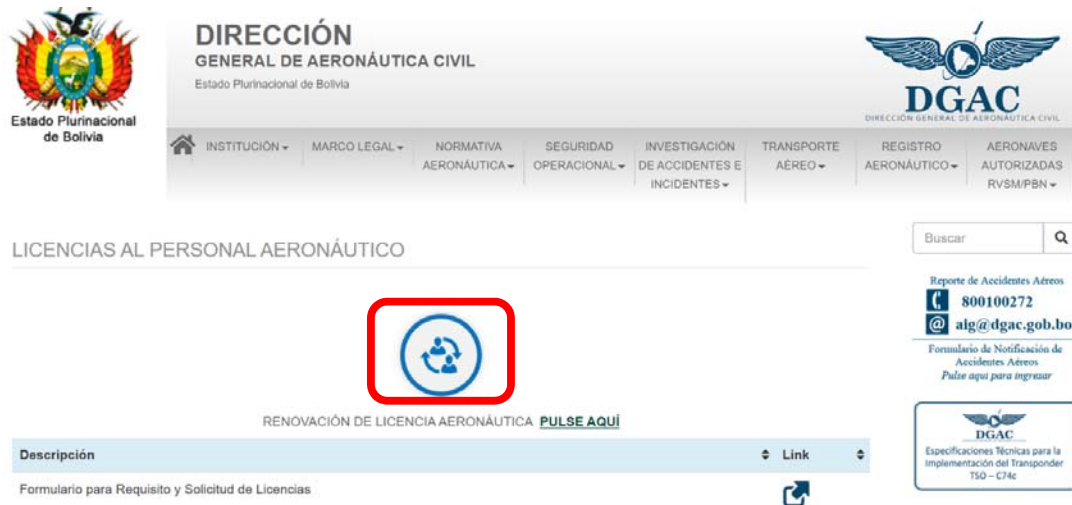 Estado Plurinacional
de Bolivia
DIRECCIÓN
GENERAL DE AERONÁUTICA CIVIL
Estado Plurinacional de Bolivia
DGAC
DIRECCIÓN GENERAL DE AERONÁUTICA CIVIL
INSTITUCIÓN
MARCO LEGAL
NORMATIVA
AERONÁUTICA
SEGURIDAD
OPERACIONAL
INVESTIGACIÓN
DE ACCIDENTES E
INCIDENTES
TRANSPORTE
AÉREO
REGISTRO
AERONÁUTICO
AERONAVES
AUTORIZADAS
RVSM/PBN
LICENCIAS AL PERSONAL AERONÁUTICO
RENOVACIÓN DE LICENCIA AERONÁUTICA PULSE AQUÍ
Descripción Link
Formulario para Requisito y Solicitud de Licencias
Buscar
Reporte de Accidentes Aéreos
800100272
@ aig@dgac.gob.bo
Formulario de Notificación de
Accidentes Aéreos
Pulse aqui para ingresar
DGAC
Especificaciones Técnicas para la
Implementación del Transponder
TSO – C74c